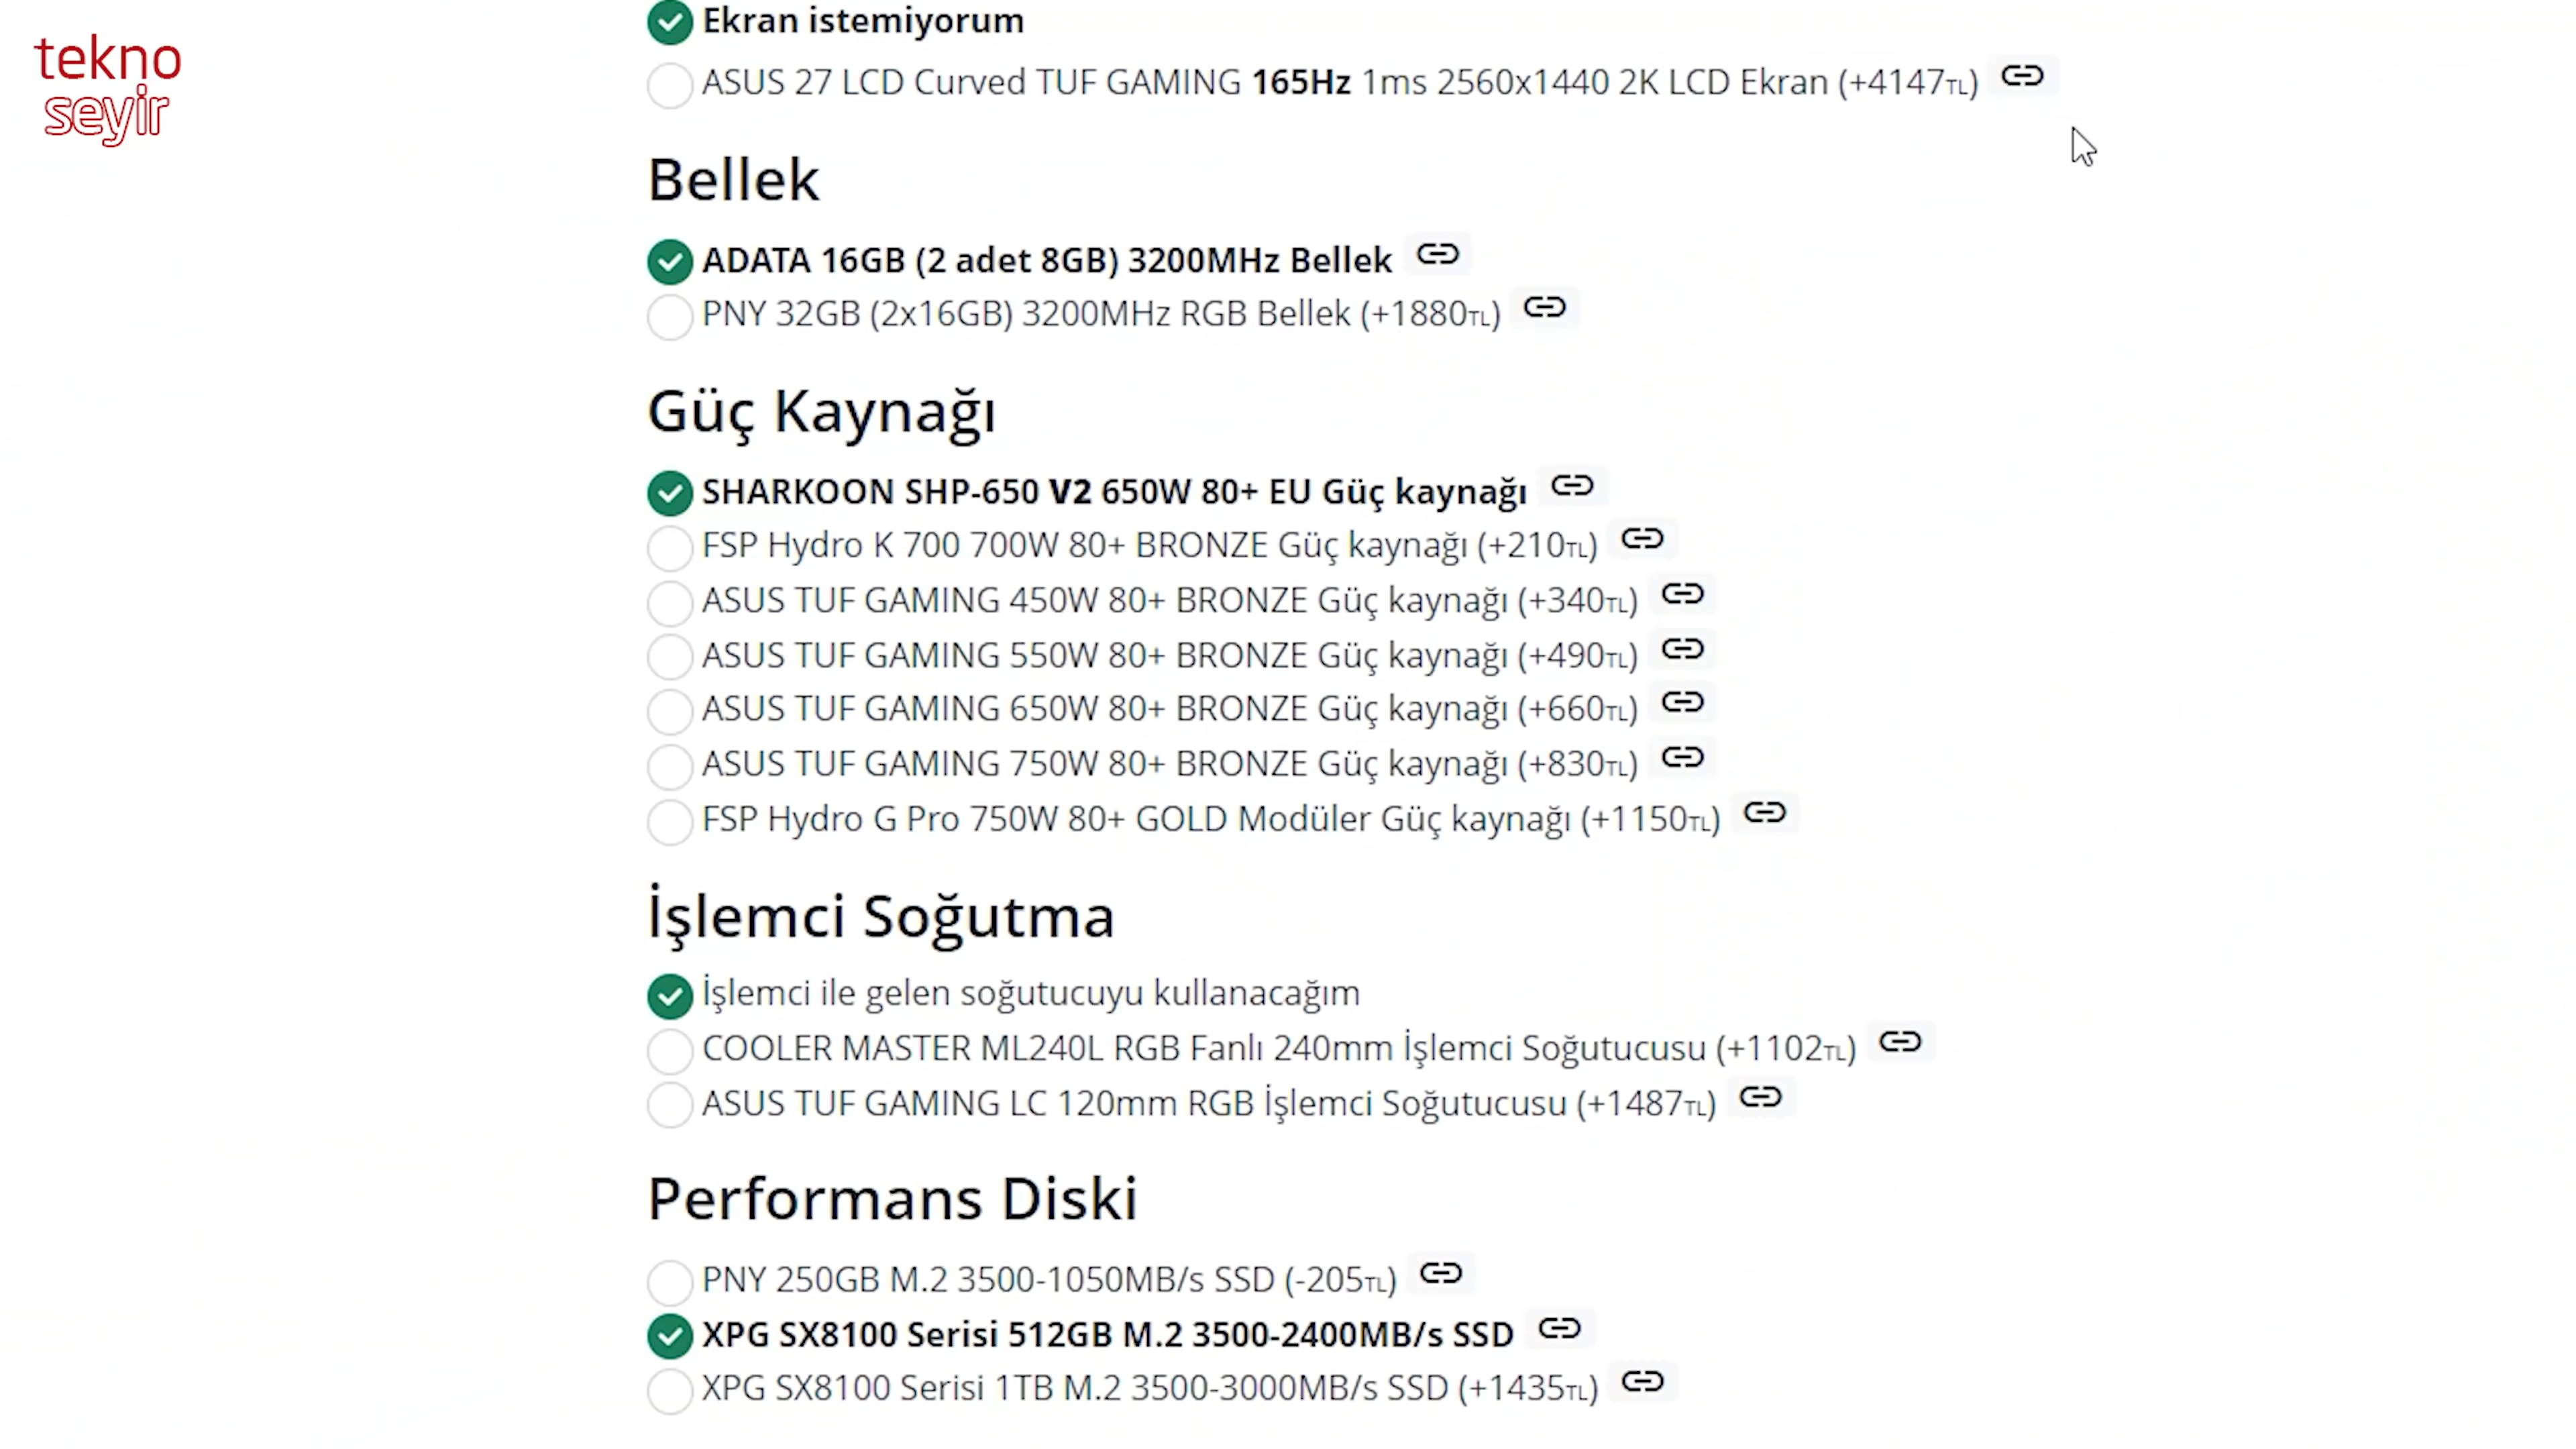 tekno
seyir
Ekran istemiyorum
ASUS 27 LCD Curved TUF GAMING 165Hz 1ms 2560x1440 2K LCD Ekran (+4147TL)
Bellek
ADATA 16GB (2 adet 8GB) 3200MHz Bellek
PNY 32GB (2x16GB) 3200MHz RGB Bellek (+1880TL)
Güç Kaynağı
SHARKOON SHP-650 V2 650W 80+ EU Güç kaynağı
FSP Hydro K 700 700W 80+ BRONZE Güç kaynağı (+210TL)
ASUS TUF GAMING 450W 80+ BRONZE Güç kaynağı (+340TL)
ASUS TUF GAMING 550W 80+ BRONZE Güç kaynağı (+490TL)
ASUS TUF GAMING 650W 80+ BRONZE Güç kaynağı (+660TL)
ASUS TUF GAMING 750W 80+ BRONZE Güç kaynağı (+830TL)
FSP Hydro G Pro 750W 80+ GOLD Modüler Güç kaynağı (+1150TL)
İşlemci Soğutma
İşlemci ile gelen soğutucuyu kullanacağım
COOLER MASTER ML240L RGB Fanlı 240mm İşlemci Soğutucusu (+1102TL)
ASUS TUF GAMING LC 120mm RGB İşlemci Soğutucusu (+1487TL)
Performans Diski
PNY 250GB M.2 3500-1050MB/s SSD (-205TL)
XPG SX8100 Serisi 512GB M.2 3500-2400MB/s SSD
XPG SX8100 Serisi 1TB M.2 3500-3000MB/s SSD (+1435TL)